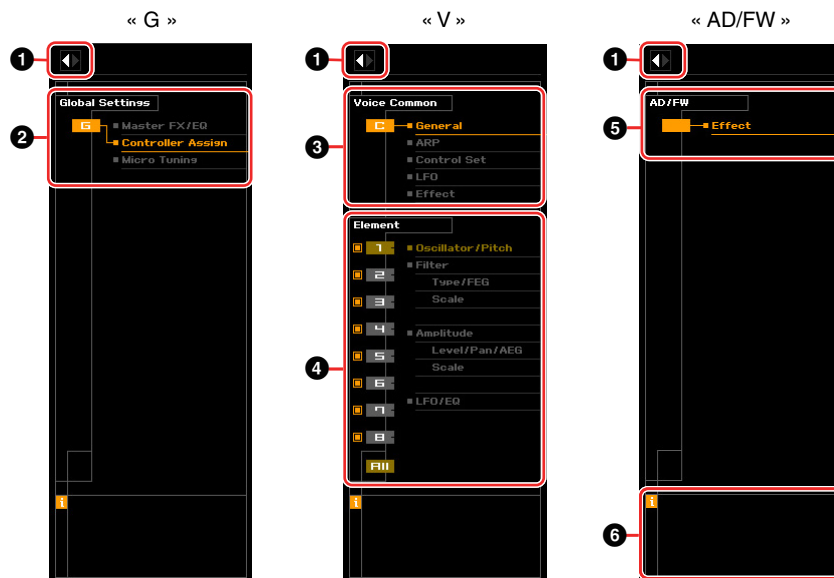 « G »
1
Global Settings
2
G
Master FX/EQ
Controller Assign
Micro Tuning
i
« V »
1
Voice Common
3
C
General
ARP
Control Set
LFO
Effect
Element
4
1
Oscillator/Pitch
2
Filter
Type/FEG
3
Scale
4
Amplitude
5
Level/Pan/AEG
Scale
6
7
LFO/EQ
8
All
i
« AD/FW »
1
AD/FW
5
Effect
6
i